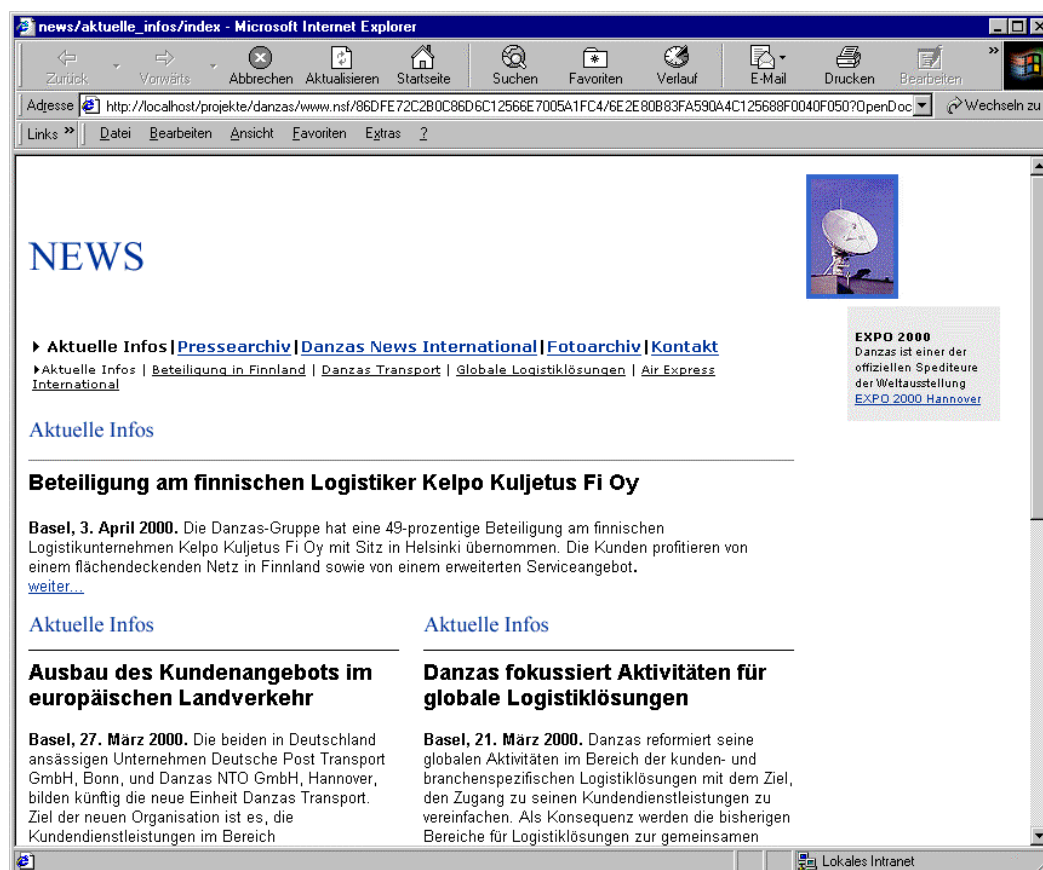 news/aktuelle_infos/index - Microsoft Internet Explorer
Zurück Vorwärts Abbrechen Aktualisieren Startseite Suchen Favoriten Verlauf E-Mail Drucken Bearbeiten »
Adresse http://localhost/projekte/danzas/www.nsf/86DFE72C2B0C86D6C12566E7005A1FC4/6E2E80B83FA590A4C125688F0040F050?OpenDoc Wechseln zu
Links » Datei Bearbeiten Ansicht Favoriten Extras ?
NEWS
Aktuelle Infos|Pressearchiv|Danzas News International|Fotoarchiv|Kontakt
Aktuelle Infos | Beteiligung in Finnland | Danzas Transport | Globale Logistiklösungen | Air Express
International
EXPO 2000
Danzas ist einer der
offiziellen Spediteure
der Weltausstellung
EXPO 2000 Hannover
Aktuelle Infos
Beteiligung am finnischen Logistiker Kelpo Kuljetus Fi Oy
Basel, 3. April 2000. Die Danzas-Gruppe hat eine 49-prozentige Beteiligung am finnischen
Logistikunternehmen Kelpo Kuljetus Fi Oy mit Sitz in Helsinki übernommen. Die Kunden profitieren von
einem flächendeckenden Netz in Finnland sowie von einem erweiterten Serviceangebot.
weiter...
Aktuelle Infos
Ausbau des Kundenangebots im
europäischen Landverkehr
Basel, 27. März 2000. Die beiden in Deutschland
ansässigen Unternehmen Deutsche Post Transport
GmbH, Bonn, und Danzas NTO GmbH, Hannover,
bilden künftig die neue Einheit Danzas Transport.
Ziel der neuen Organisation ist es, die
Kundendienstleistungen im Bereich
Aktuelle Infos
Danzas fokussiert Aktivitäten für
globale Logistiklösungen
Basel, 21. März 2000. Danzas reformiert seine
globalen Aktivitäten im Bereich der kunden- und
branchenspezifischen Logistiklösungen mit dem Ziel,
den Zugang zu seinen Kundendienstleistungen zu
vereinfachen. Als Konsequenz werden die bisherigen
Bereiche für Logistiklösungen zur gemeinsamen
Lokales Intranet